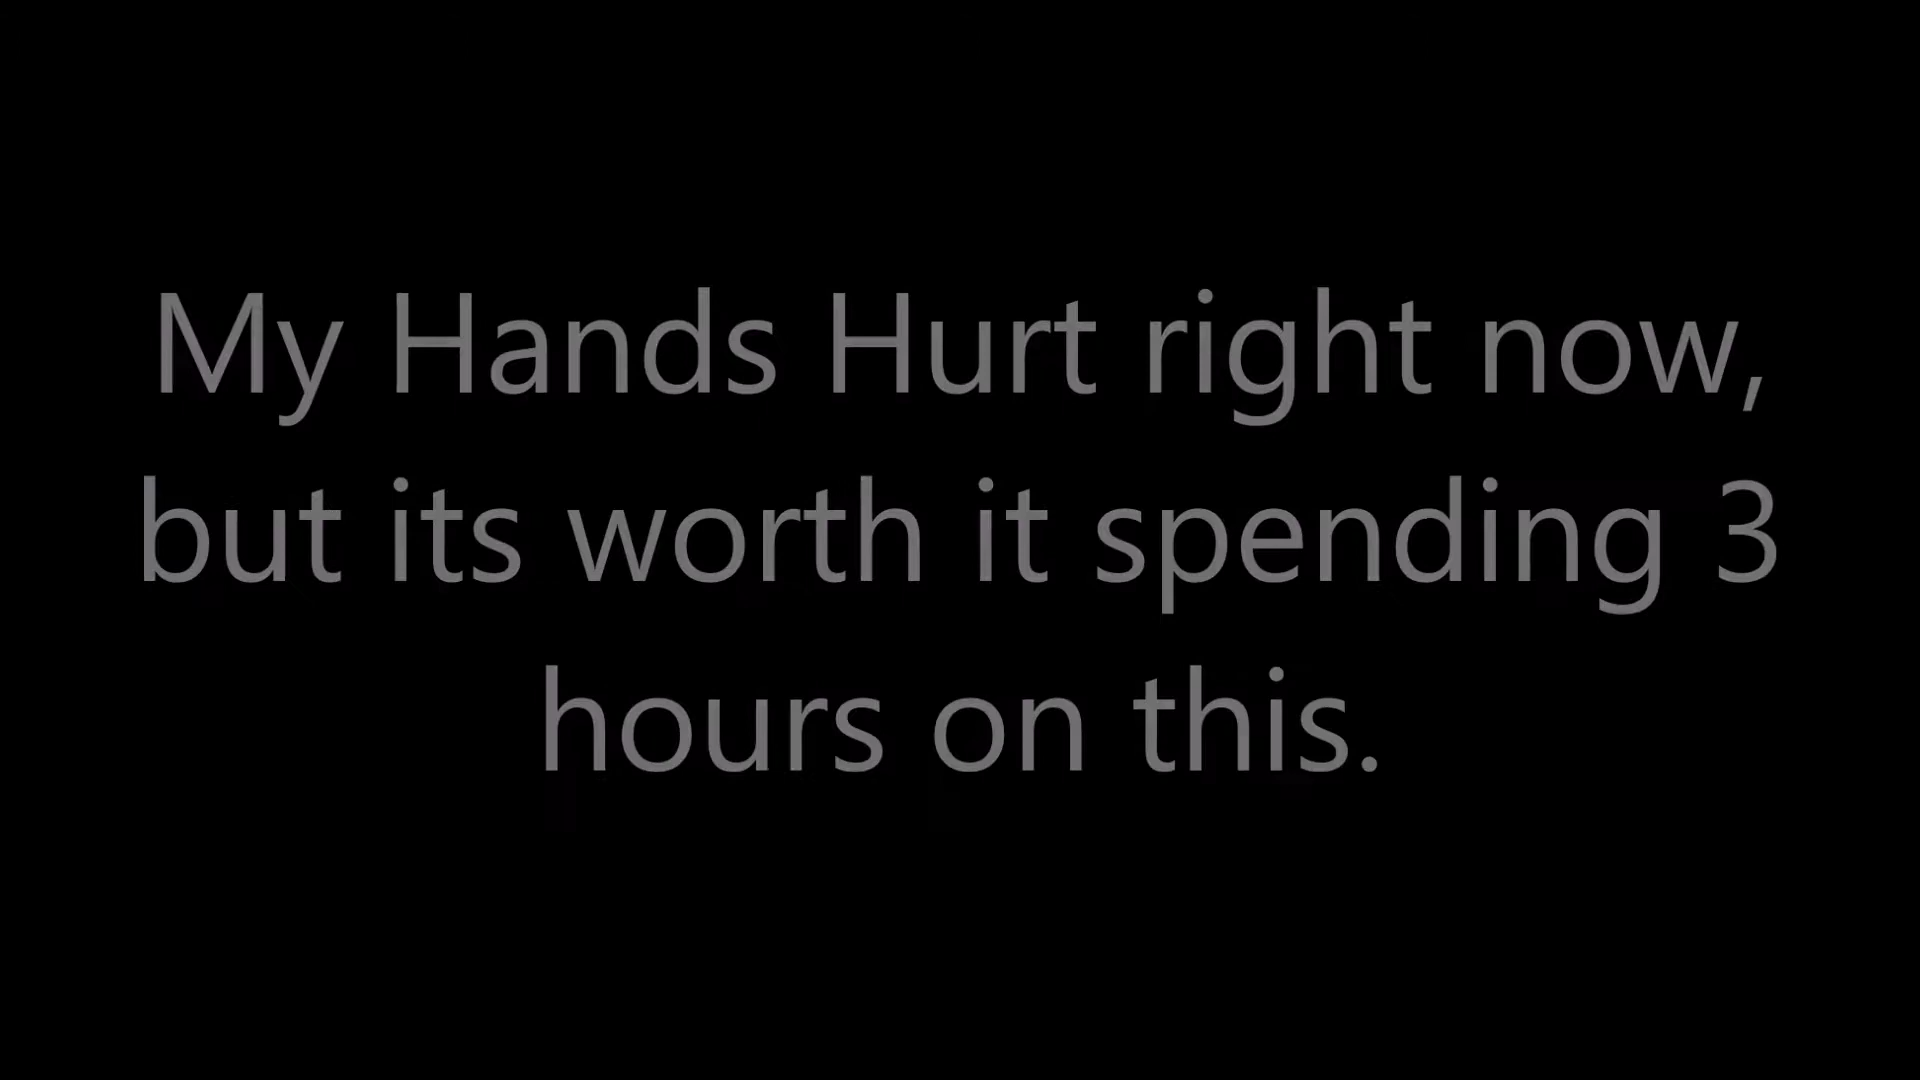 My Hands Hurt right now,
but its worth it spending 3
hours on this.